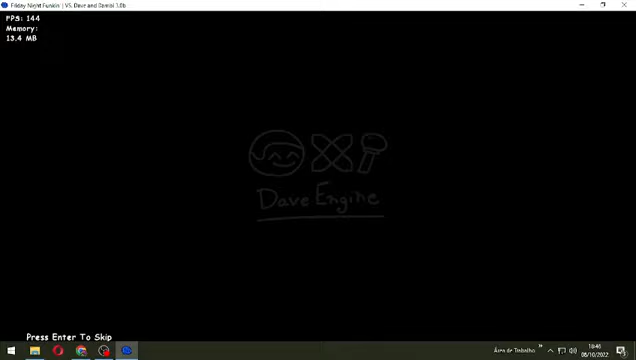 Friday Night Funkin' | VS. Dave and Bambi 3.0b
FPS: 144
Memory:
13.4 MB
Dave Engine
Press Enter To Skip
Área de Trabalho
18:48
08/10/2022